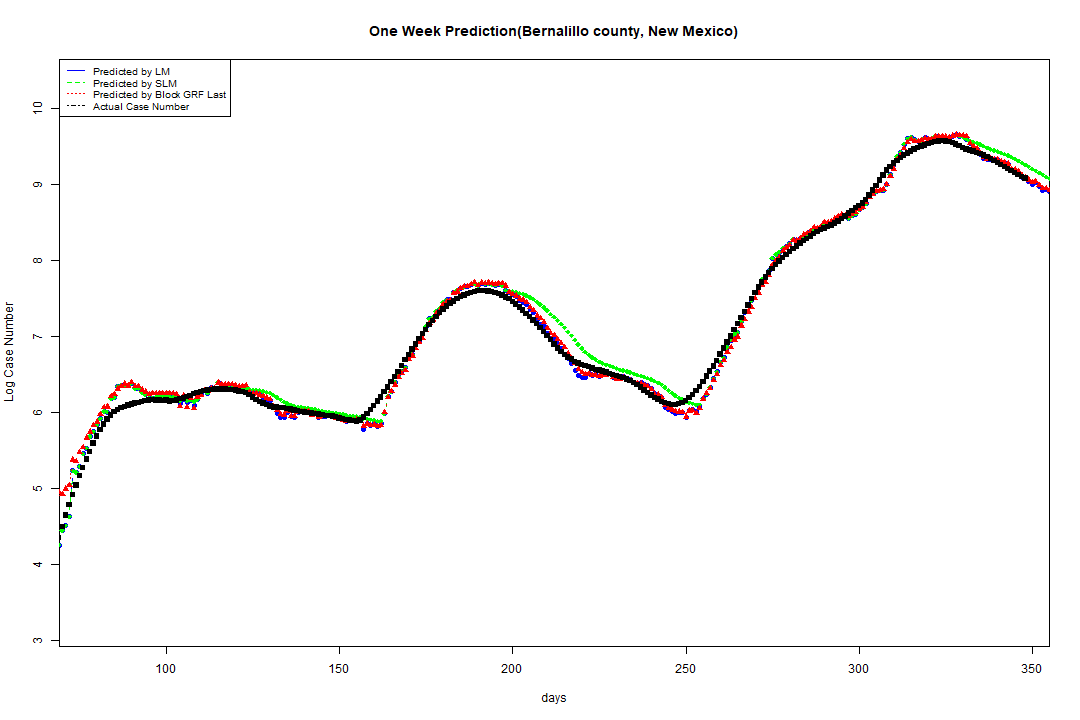 One Week Prediction(Bernalillo county, New Mexico)
Predicted by LM
Predicted by SLM
Predicted by Block GRF Last
Actual Case Number
10
9
8
7
6
5
4
3
Log Case Number
100 150 200 250 300 350
days